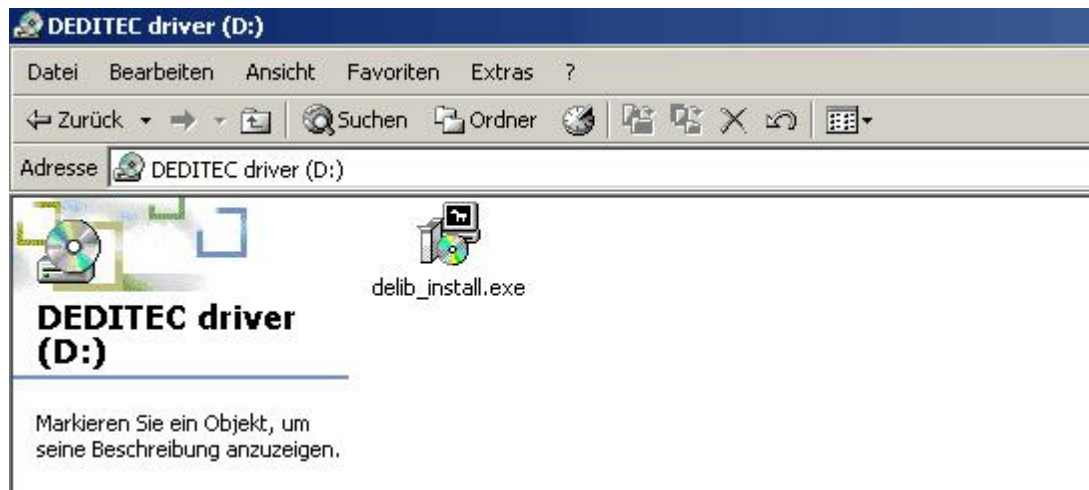 DEDITEC driver (D:)
Datei Bearbeiten Ansicht Favoriten Extras ?
Zurück Suchen Ordner
Adresse DEDITEC driver (D:)
delib_install.exe
DEDITEC driver
(D:)
Markieren Sie ein Objekt, um
seine Beschreibung anzuzeigen.